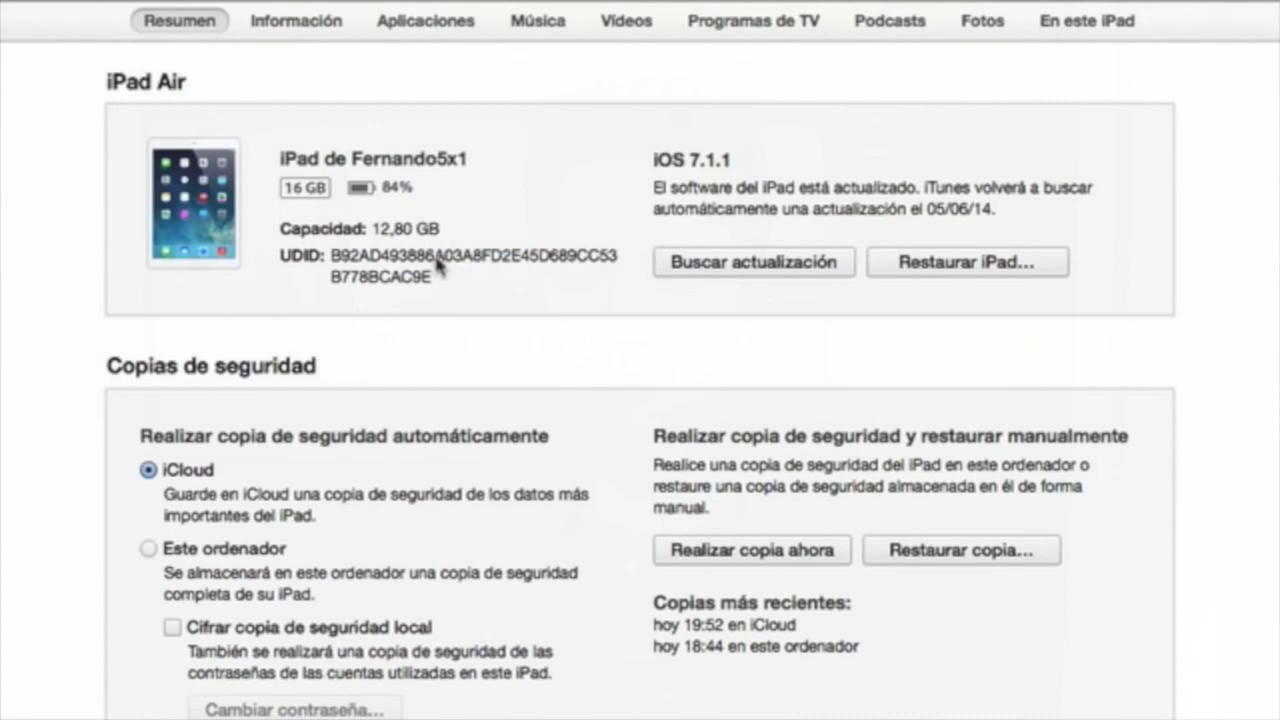 Resumen Información Aplicaciones Música Vídeos Programas de TV Podcasts Fotos En este iPad
iPad Air
iPad de Fernando5x1
16 GB 84%
Capacidad: 12,80 GB
UDID: B92AD493886A03A8FD2E45D689CC53
B778BCAC9E
iOS 7.1.1
El software del iPad está actualizado. iTunes volverá a buscar
automáticamente una actualización el 05/06/14.
Buscar actualización Restaurar iPad...
Copias de seguridad
Realizar copia de seguridad automáticamente
iCloud
Guarde en iCloud una copia de seguridad de los datos más
importantes del iPad.
Este ordenador
Se almacenará en este ordenador una copia de seguridad
completa de su iPad.
Cifrar copia de seguridad local
También se realizará una copia de seguridad de las
contraseñas de las cuentas utilizadas en este iPad.
Cambiar contraseña...
Realizar copia de seguridad y restaurar manualmente
Realice una copia de seguridad del iPad en este ordenador o
restaure una copia de seguridad almacenada en él de forma
manual.
Realizar copia ahora Restaurar copia...
Copias más recientes:
hoy 19:52 en iCloud
hoy 18:44 en este ordenador